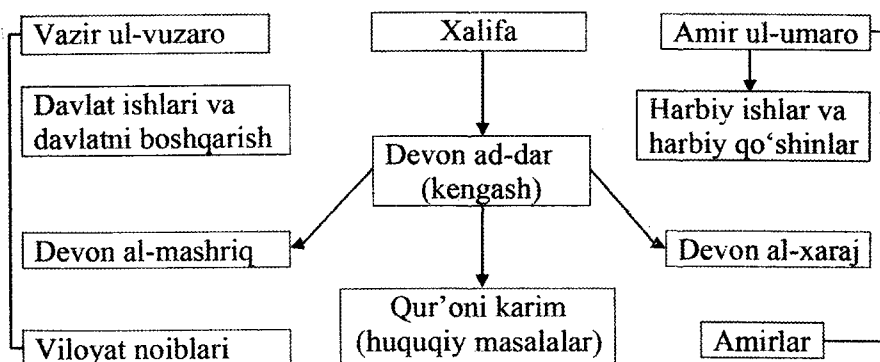 Vazir ul-vuzaro
Xalifa
Amir ul-umaro
Davlat ishlari va
davlatni boshqarish
Harbiy ishlar va
harbiy qo‘shinlar
Devon ad-dar
(kengash)
Devon al-mashriq
Devon al-xaraj
Qur’oni karim
(huquqiy masalalar)
Viloyat noiblari
Amirlar